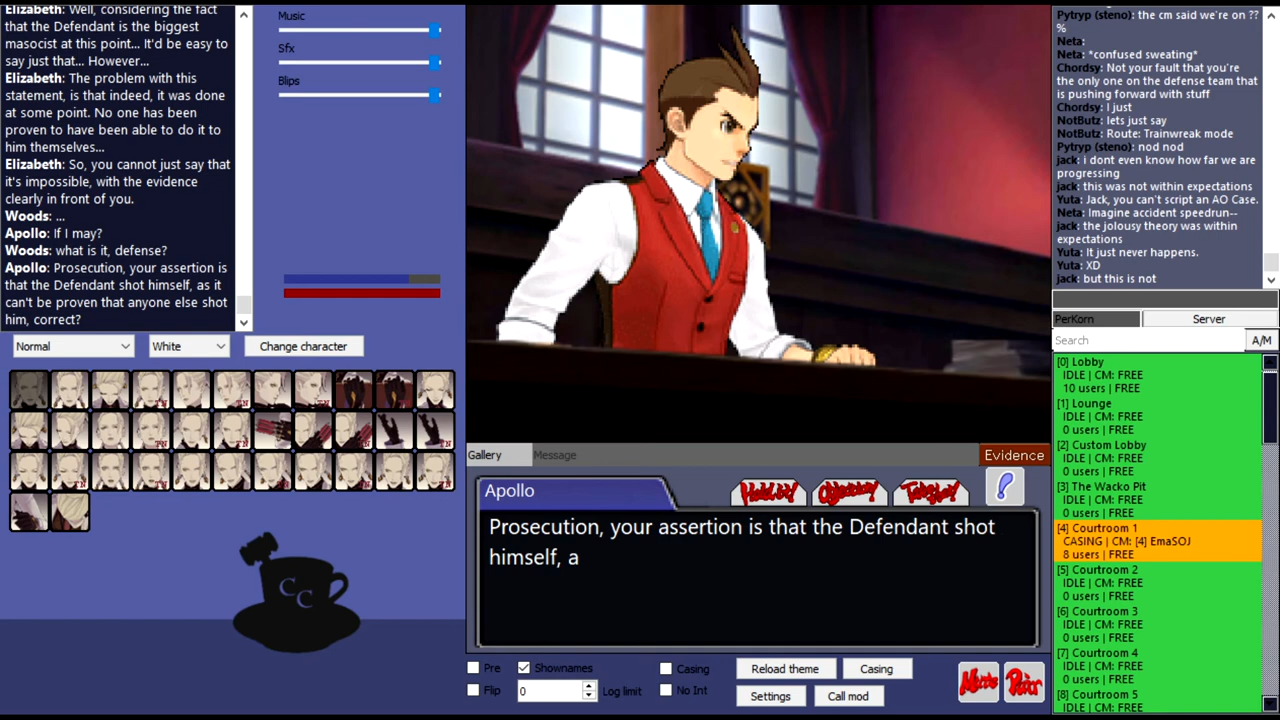 Elizabeth: Well, considering the fact
that the Defendant is the biggest
masocist at this point... It'd be easy to
say just that... However...
Elizabeth: The problem with this
statement, is that indeed, it was done
at some point. No one has been
proven to have been able to do it to
him themselves...
Elizabeth: So, you cannot just say that
it's impossible, with the evidence
clearly in front of you.
Woods: ...
Apollo: If I may?
Woods: what is it, defense?
Apollo: Prosecution, your assertion is
that the Defendant shot himself, as it
can't be proven that anyone else shot
him, correct?
Normal
White
Change character
Music
Sfx
Blips
TN
CC
Gallery
Message
Evidence
Apollo
Hold it!
Objection!
Take that!
Prosecution, your assertion is that the Defendant shot
himself, a
Pre
Shownames
Casing
Reload theme
Casing
Flip
0
Log limit
No Int
Settings
Call mod
Mute
Pair
Pytryp (steno): the cm said we're on ??
%
Neta:
Neta: *confused sweating*
Chordsy: Not your fault that you're
the only one on the defense team that
is pushing forward with stuff
Chordsy: I just
NotButz: lets just say
NotButz: Route: Trainwreak mode
Pytryp (steno): nod nod
jack: i dont even know how far we are
progressing
jack: this was not within expectations
Yuta: Jack, you can't script an AO Case.
Neta: Imagine accident speedrun--
jack: the jolousy theory was within
expectations
Yuta: It just never happens.
Yuta: XD
jack: but this is not
PerKorn
Server
Search
A/M
[0] Lobby
IDLE | CM: FREE
10 users | FREE
[1] Lounge
IDLE | CM: FREE
0 users | FREE
[2] Custom Lobby
IDLE | CM: FREE
0 users | FREE
[3] The Wacko Pit
IDLE | CM: FREE
0 users | FREE
[4] Courtroom 1
CASING | CM: [4] EmaSOJ
8 users | FREE
[5] Courtroom 2
IDLE | CM: FREE
0 users | FREE
[6] Courtroom 3
IDLE | CM: FREE
0 users | FREE
[7] Courtroom 4
IDLE | CM: FREE
0 users | FREE
[8] Courtroom 5
IDLE | CM: FREE